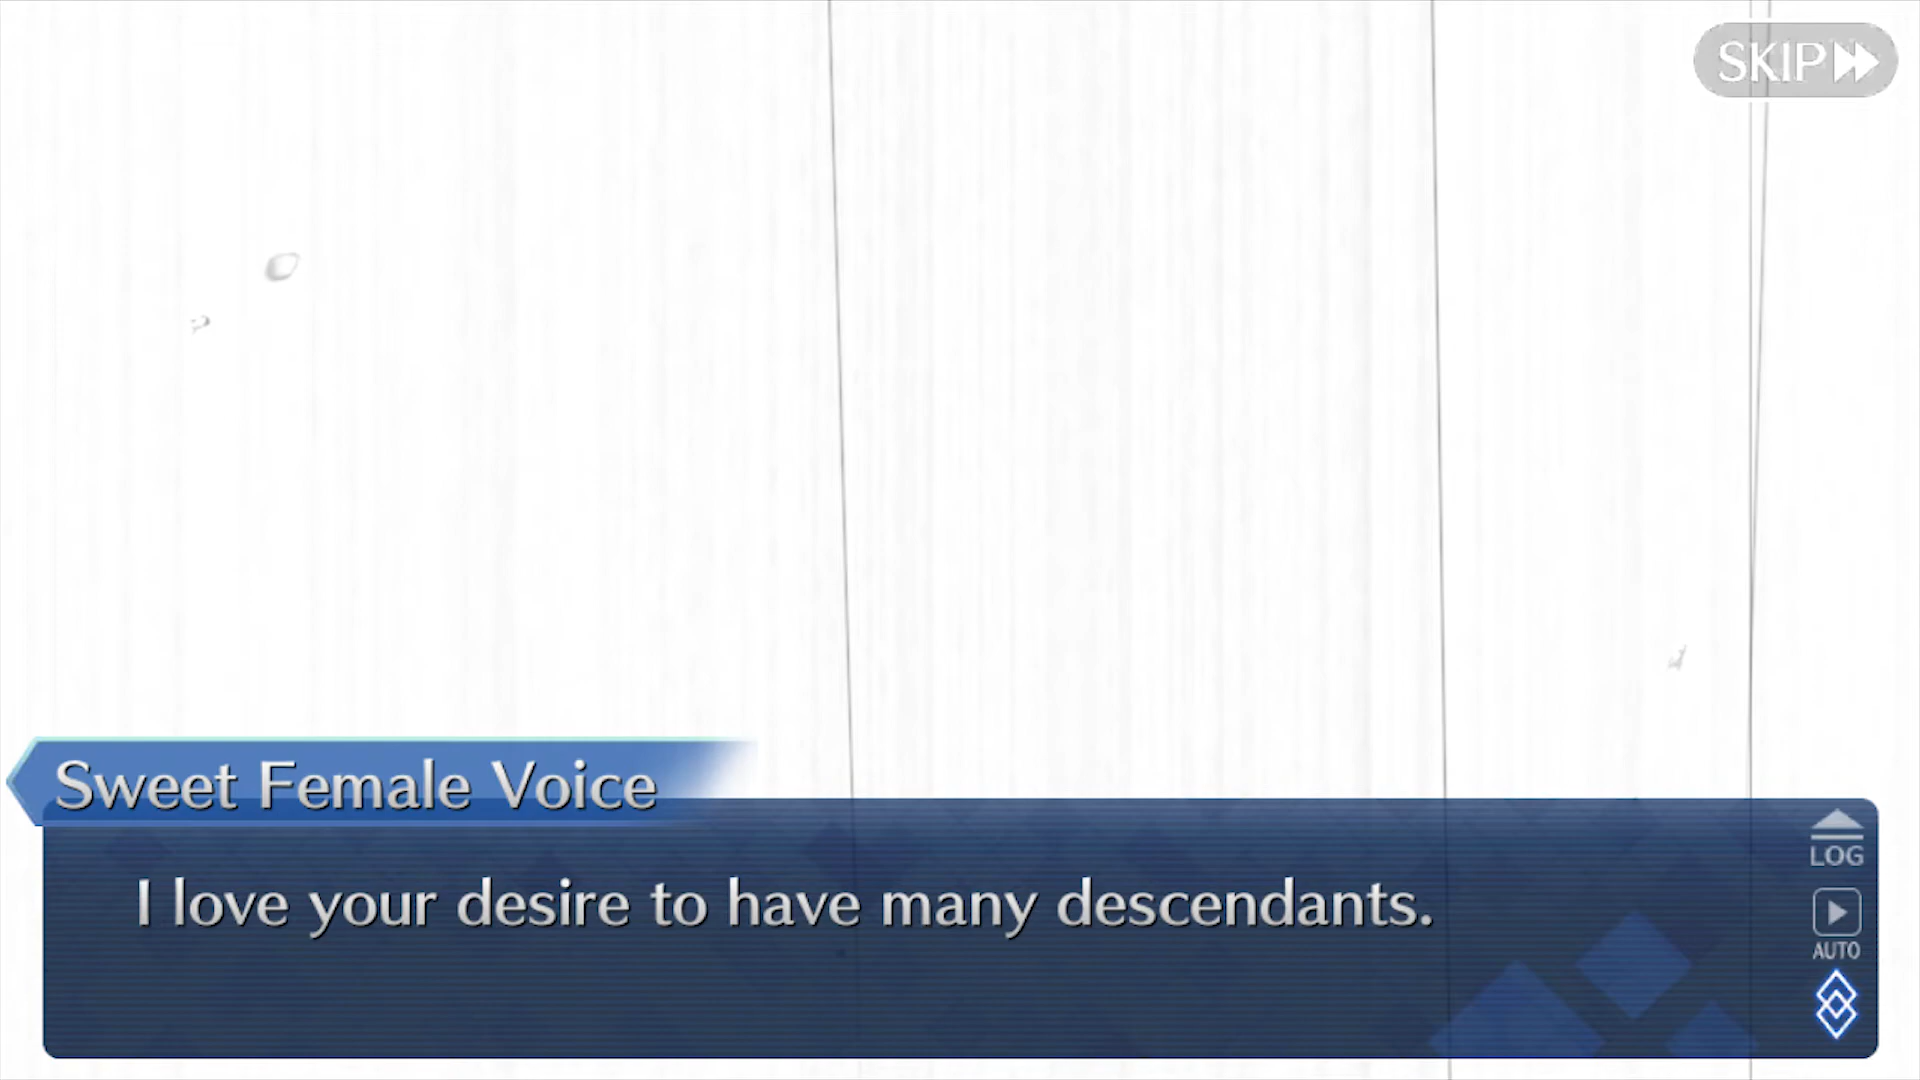 SKIP
Sweet Female Voice
I love your desire to have many descendants.
LOG
AUTO